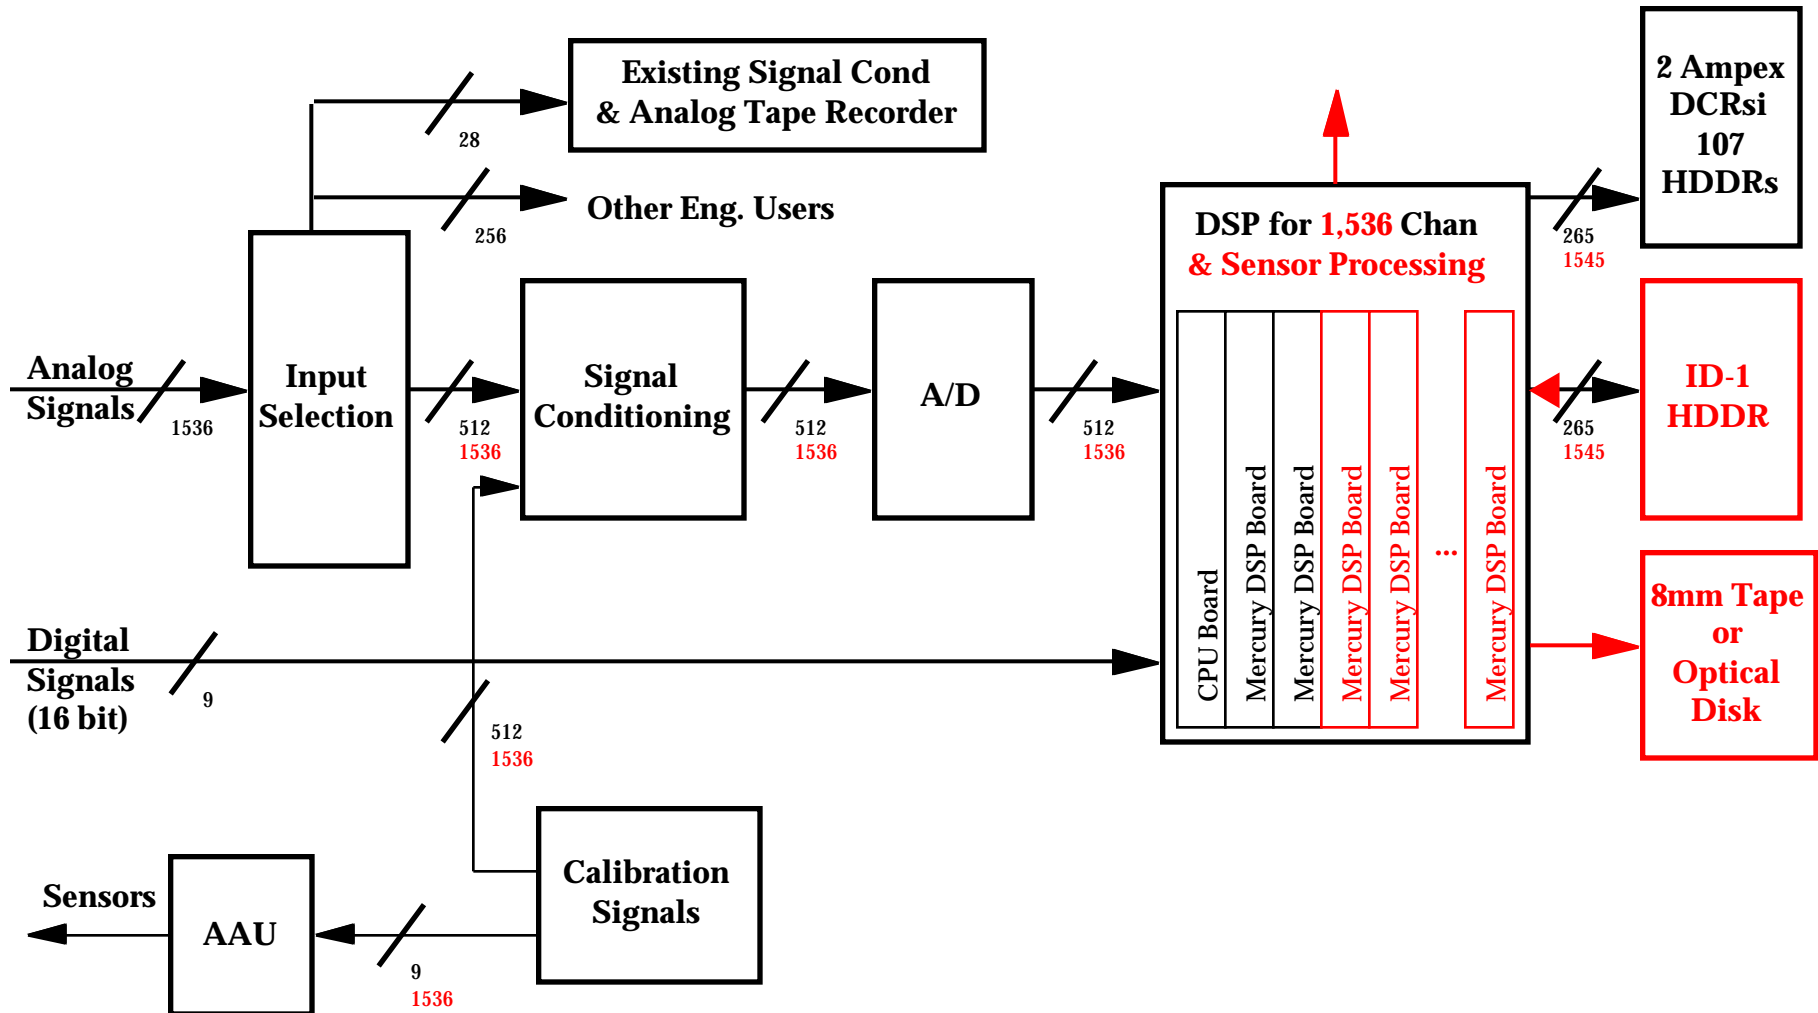 Existing Signal Cond
& Analog Tape Recorder
28
Other Eng. Users
256
Analog
Signals
1536
Input
Selection
512
1536
Signal
Conditioning
512
1536
A/D
512
1536
DSP for 1,536 Chan
& Sensor Processing
CPU Board
Mercury DSP Board
Mercury DSP Board
Mercury DSP Board
Mercury DSP Board
...
Mercury DSP Board
265
1545
2 Ampex
DCRsi
107
HDDRs
265
1545
ID-1
HDDR
8mm Tape
or
Optical
Disk
Digital
Signals
(16 bit)
9
512
1536
Calibration
Signals
9
1536
AAU
Sensors